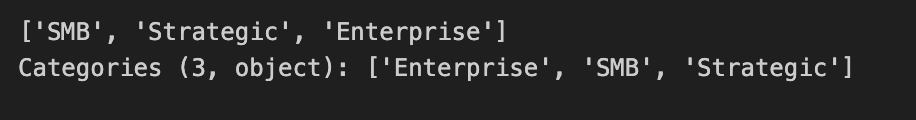 ['SMB', 'Strategic', 'Enterprise']
Categories (3, object): ['Enterprise', 'SMB', 'Strategic']